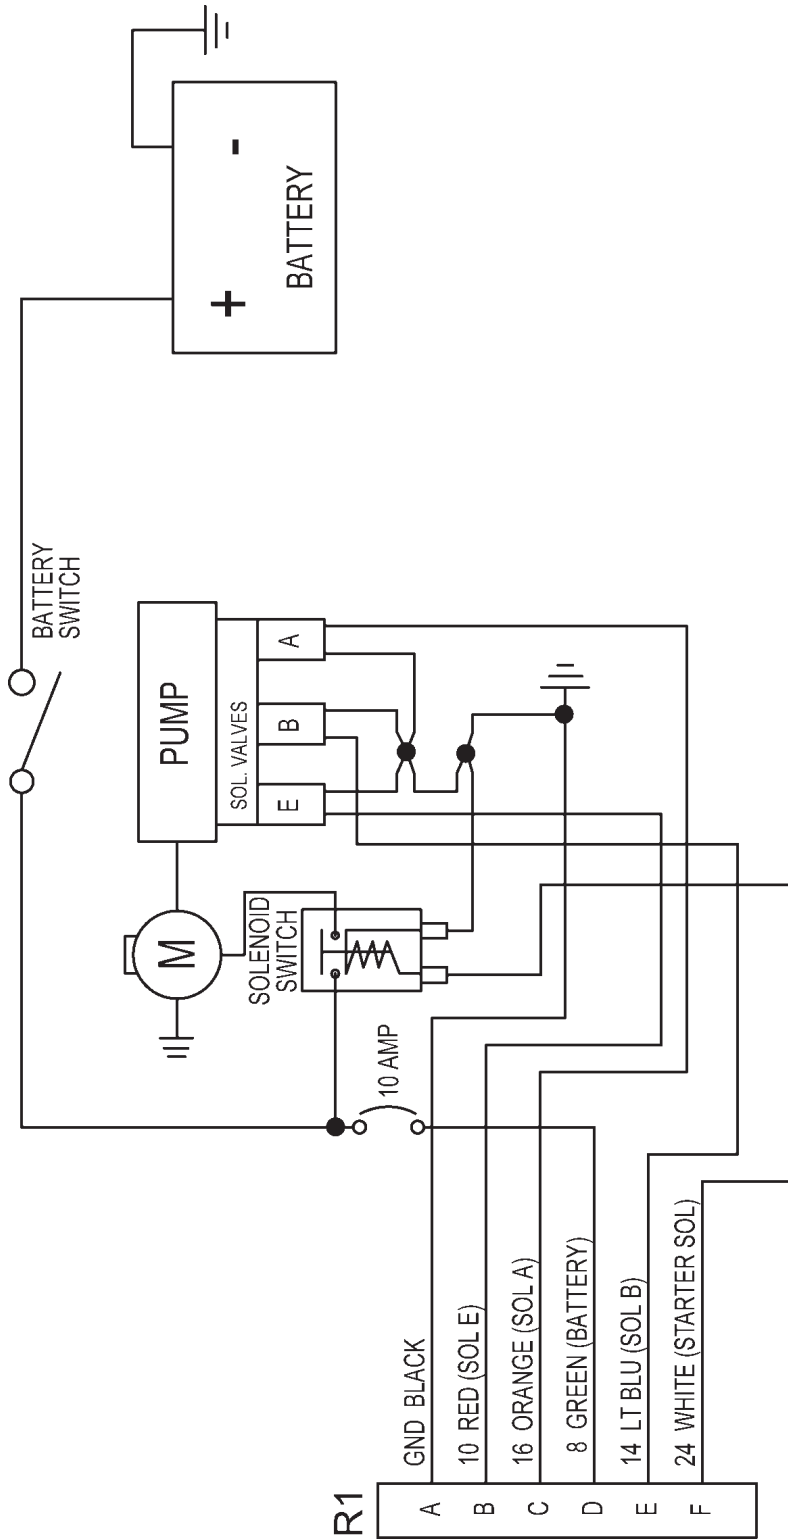 -
+
BATTERY
BATTERY
SWITCH
PUMP
SOL. VALVES
A
B
E
M
SOLENOID
SWITCH
10 AMP
R1
A
B
C
D
E
F
GND BLACK
10 RED (SOL E)
16 ORANGE (SOL A)
8 GREEN (BATTERY)
14 LT BLU (SOL B)
24 WHITE (STARTER SOL)